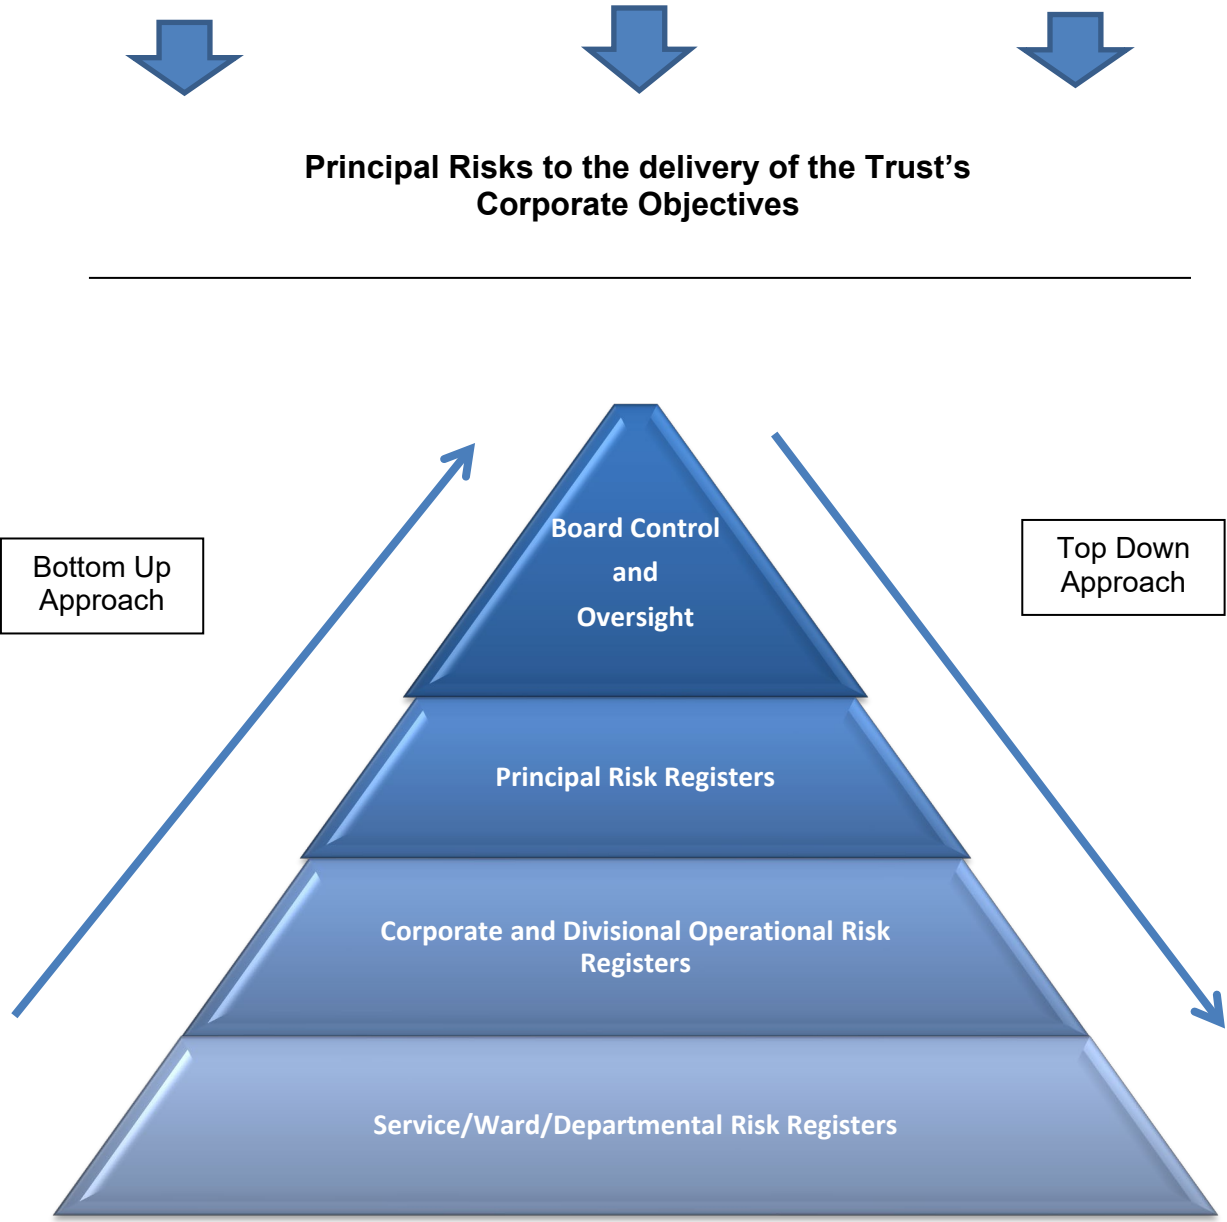 Principal Risks to the delivery of the Trust’s
Corporate Objectives
Board Control
and
Oversight
Bottom Up
Approach
Top Down
Approach
Principal Risk Registers
Corporate and Divisional Operational Risk
Registers
Service/Ward/Departmental Risk Registers